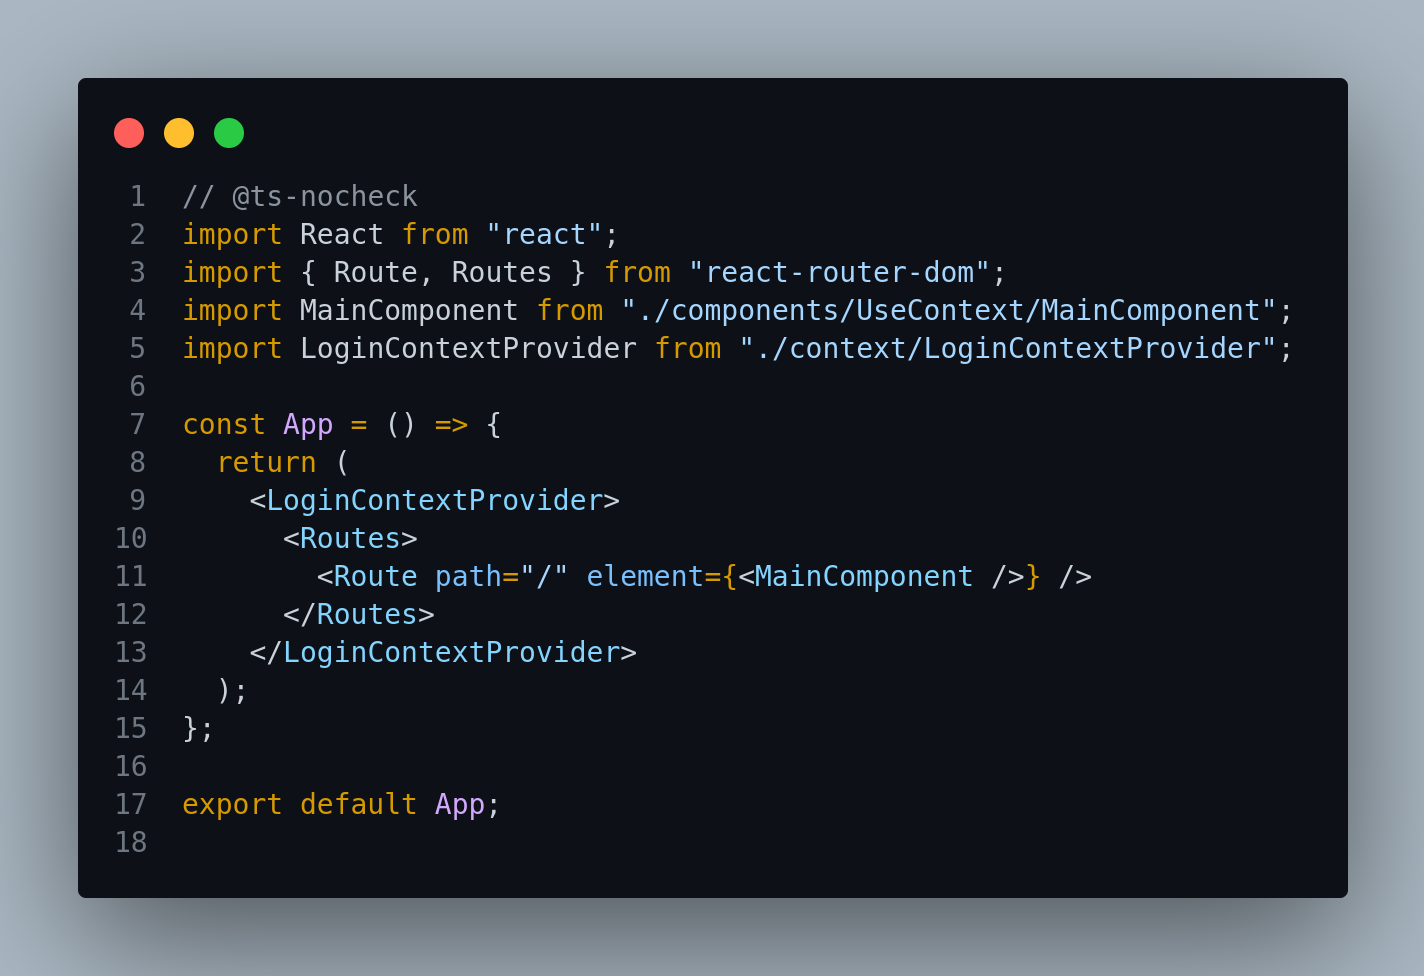 1 // @ts-nocheck
2 import React from "react";
3 import { Route, Routes } from "react-router-dom";
4 import MainComponent from "./components/UseContext/MainComponent";
5 import LoginContextProvider from "./context/LoginContextProvider";
6
7 const App = () => {
8   return (
9     <LoginContextProvider>
10       <Routes>
11         <Route path="/" element={<MainComponent />} />
12       </Routes>
13     </LoginContextProvider>
14   );
15 };
16
17 export default App;
18